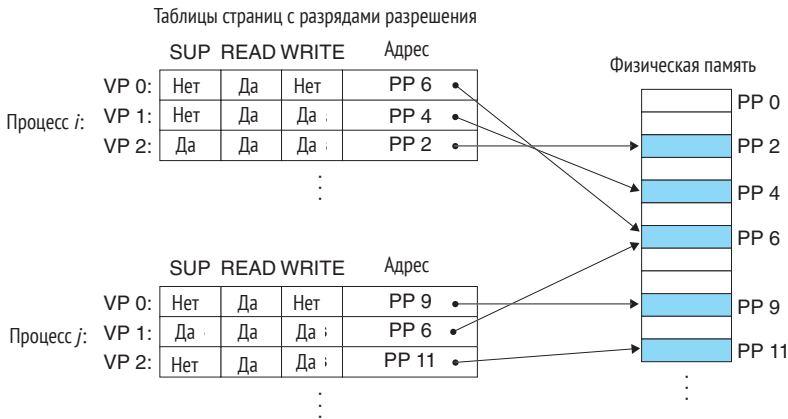 Таблицы страниц с разрядами разрешения
SUP READ WRITE Адрес
Процесс i:
VP 0: Нет Да Нет PP 6
VP 1: Нет Да Да PP 4
VP 2: Да Да Да PP 2
SUP READ WRITE Адрес
Процесс j:
VP 0: Нет Да Нет PP 9
VP 1: Да Да Да PP 6
VP 2: Нет Да Да PP 11
Физическая память
PP 0
PP 2
PP 4
PP 6
PP 9
PP 11